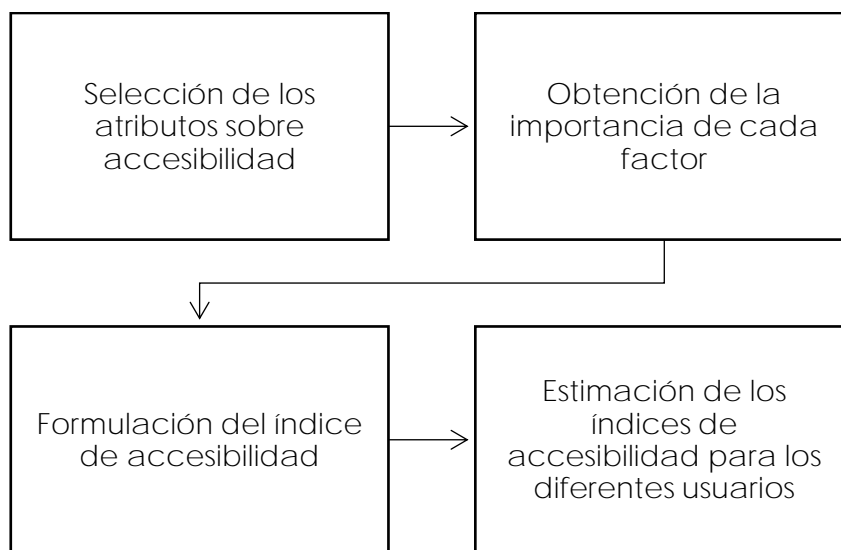 Selección de los
atributos sobre
accesibilidad
Obtención de la
importancia de cada
factor
Formulación del índice
de accesibilidad
Estimación de los
índices de
accesibilidad para los
diferentes usuarios